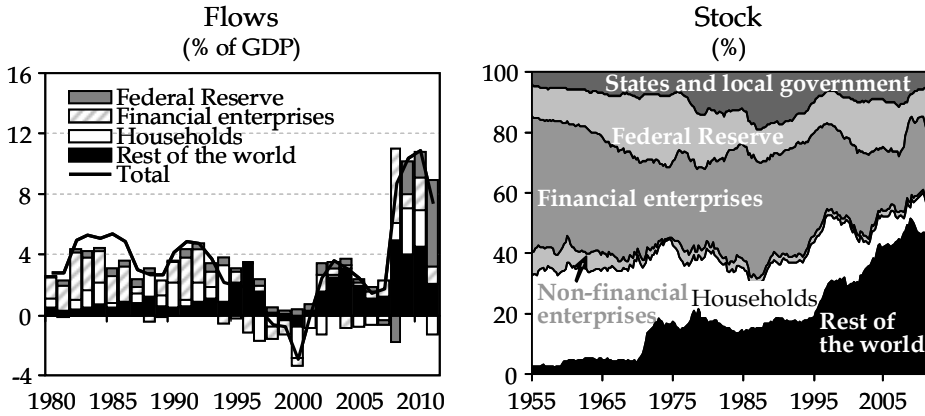 Flows
(% of GDP)
16
12
8
4
0
-4
Federal Reserve
Financial enterprises
Households
Rest of the world
Total
1980 1985 1990 1995 2000 2005 2010
Stock
(%)
100
80
60
40
20
0
States and local government
Federal Reserve
Financial enterprises
Non-financial
enterprises
Households
Rest of
the world
1955 1965 1975 1985 1995 2005